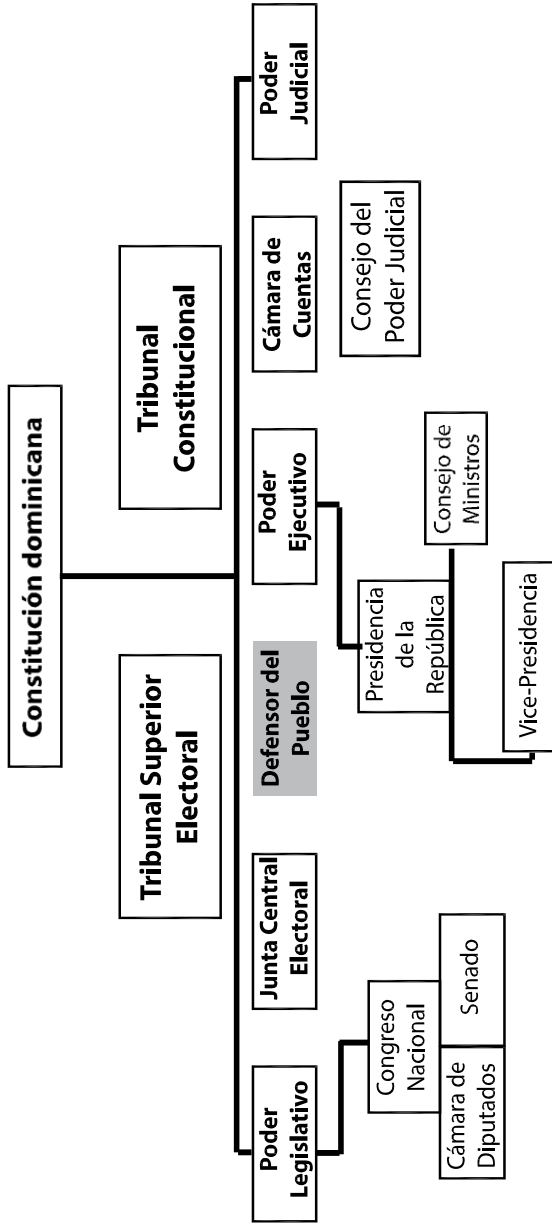 Constitución dominicana
Tribunal Superior
Electoral
Tribunal
Constitucional
Poder
Legislativo
Junta Central
Electoral
Defensor del
Pueblo
Poder
Ejecutivo
Cámara de
Cuentas
Poder
Judicial
Congreso
Nacional
Cámara de
Diputados
Senado
Presidencia
de la
República
Consejo de
Ministros
Vice-Presidencia
Consejo del
Poder Judicial